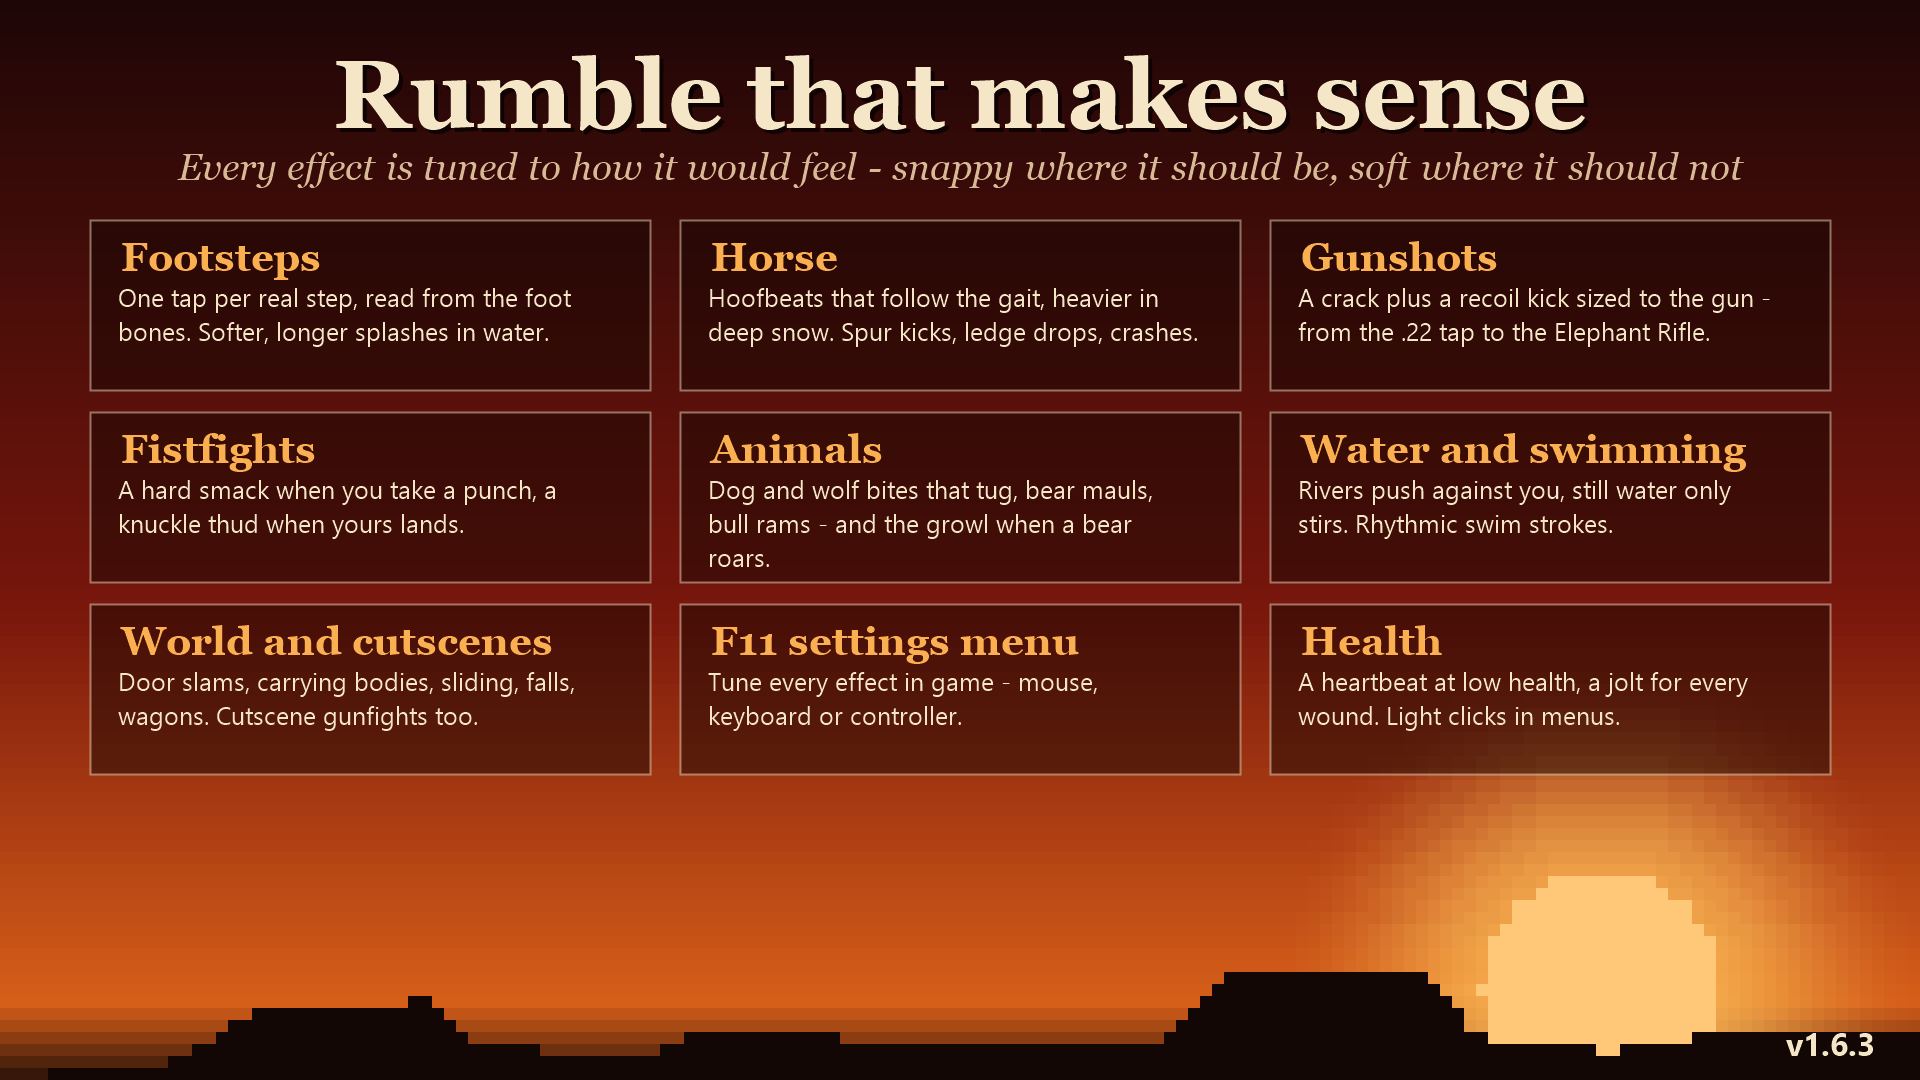 Rumble that makes sense
Every effect is tuned to how it would feel - snappy where it should be, soft where it should not
Footsteps
One tap per real step, read from the foot
bones. Softer, longer splashes in water.
Horse
Hoofbeats that follow the gait, heavier in
deep snow. Spur kicks, ledge drops, crashes.
Gunshots
A crack plus a recoil kick sized to the gun -
from the .22 tap to the Elephant Rifle.
Fistfights
A hard smack when you take a punch, a
knuckle thud when yours lands.
Animals
Dog and wolf bites that tug, bear mauls,
bull rams - and the growl when a bear
roars.
Water and swimming
Rivers push against you, still water only
stirs. Rhythmic swim strokes.
World and cutscenes
Door slams, carrying bodies, sliding, falls,
wagons. Cutscene gunfights too.
F11 settings menu
Tune every effect in game - mouse,
keyboard or controller.
Health
A heartbeat at low health, a jolt for every
wound. Light clicks in menus.
v1.6.3